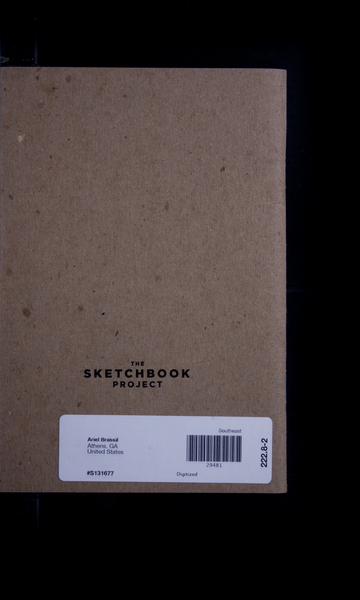 THE
SKETCHBOOK
PROJECT
Southeast
Ariel Brassil
Athens, GA
United States
29481
#S131677
Digitized
222.8-2